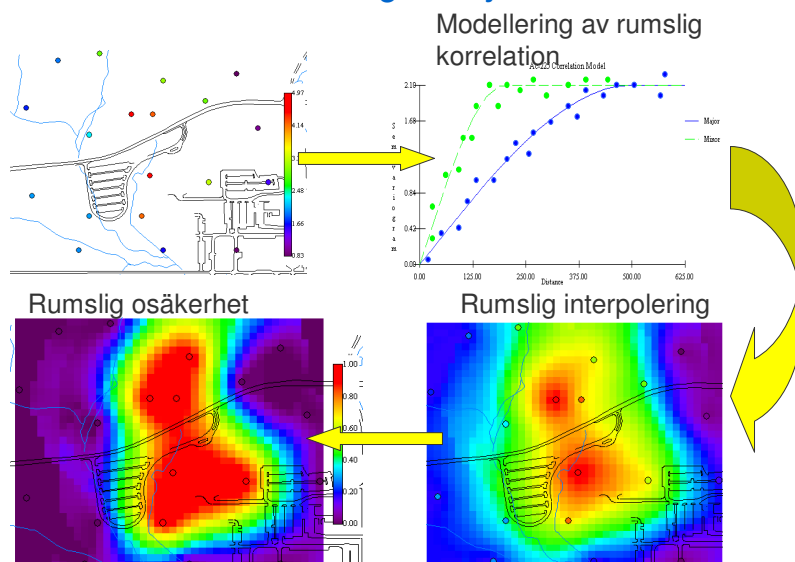 Modellering av rumslig
korrelation
Ac-225 Correlation Model
4.97
4.14
2.48
1.66
0.83
Semivariogram
2.10
1.68
0.84
0.42
0.00
0.00 125.00 250.00 375.00 500.00 625.00
Distance
Major
Minor
Rumslig osäkerhet
Rumslig interpolering
1.00
0.80
0.60
0.40
0.20
0.00